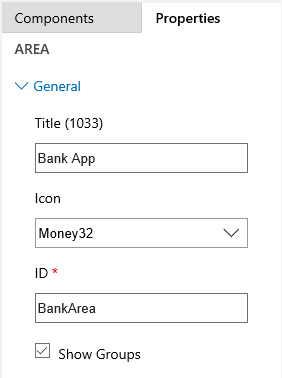 Components Properties
AREA
General
Title (1033)
Bank App
Icon
Money32
ID *
BankArea
Show Groups